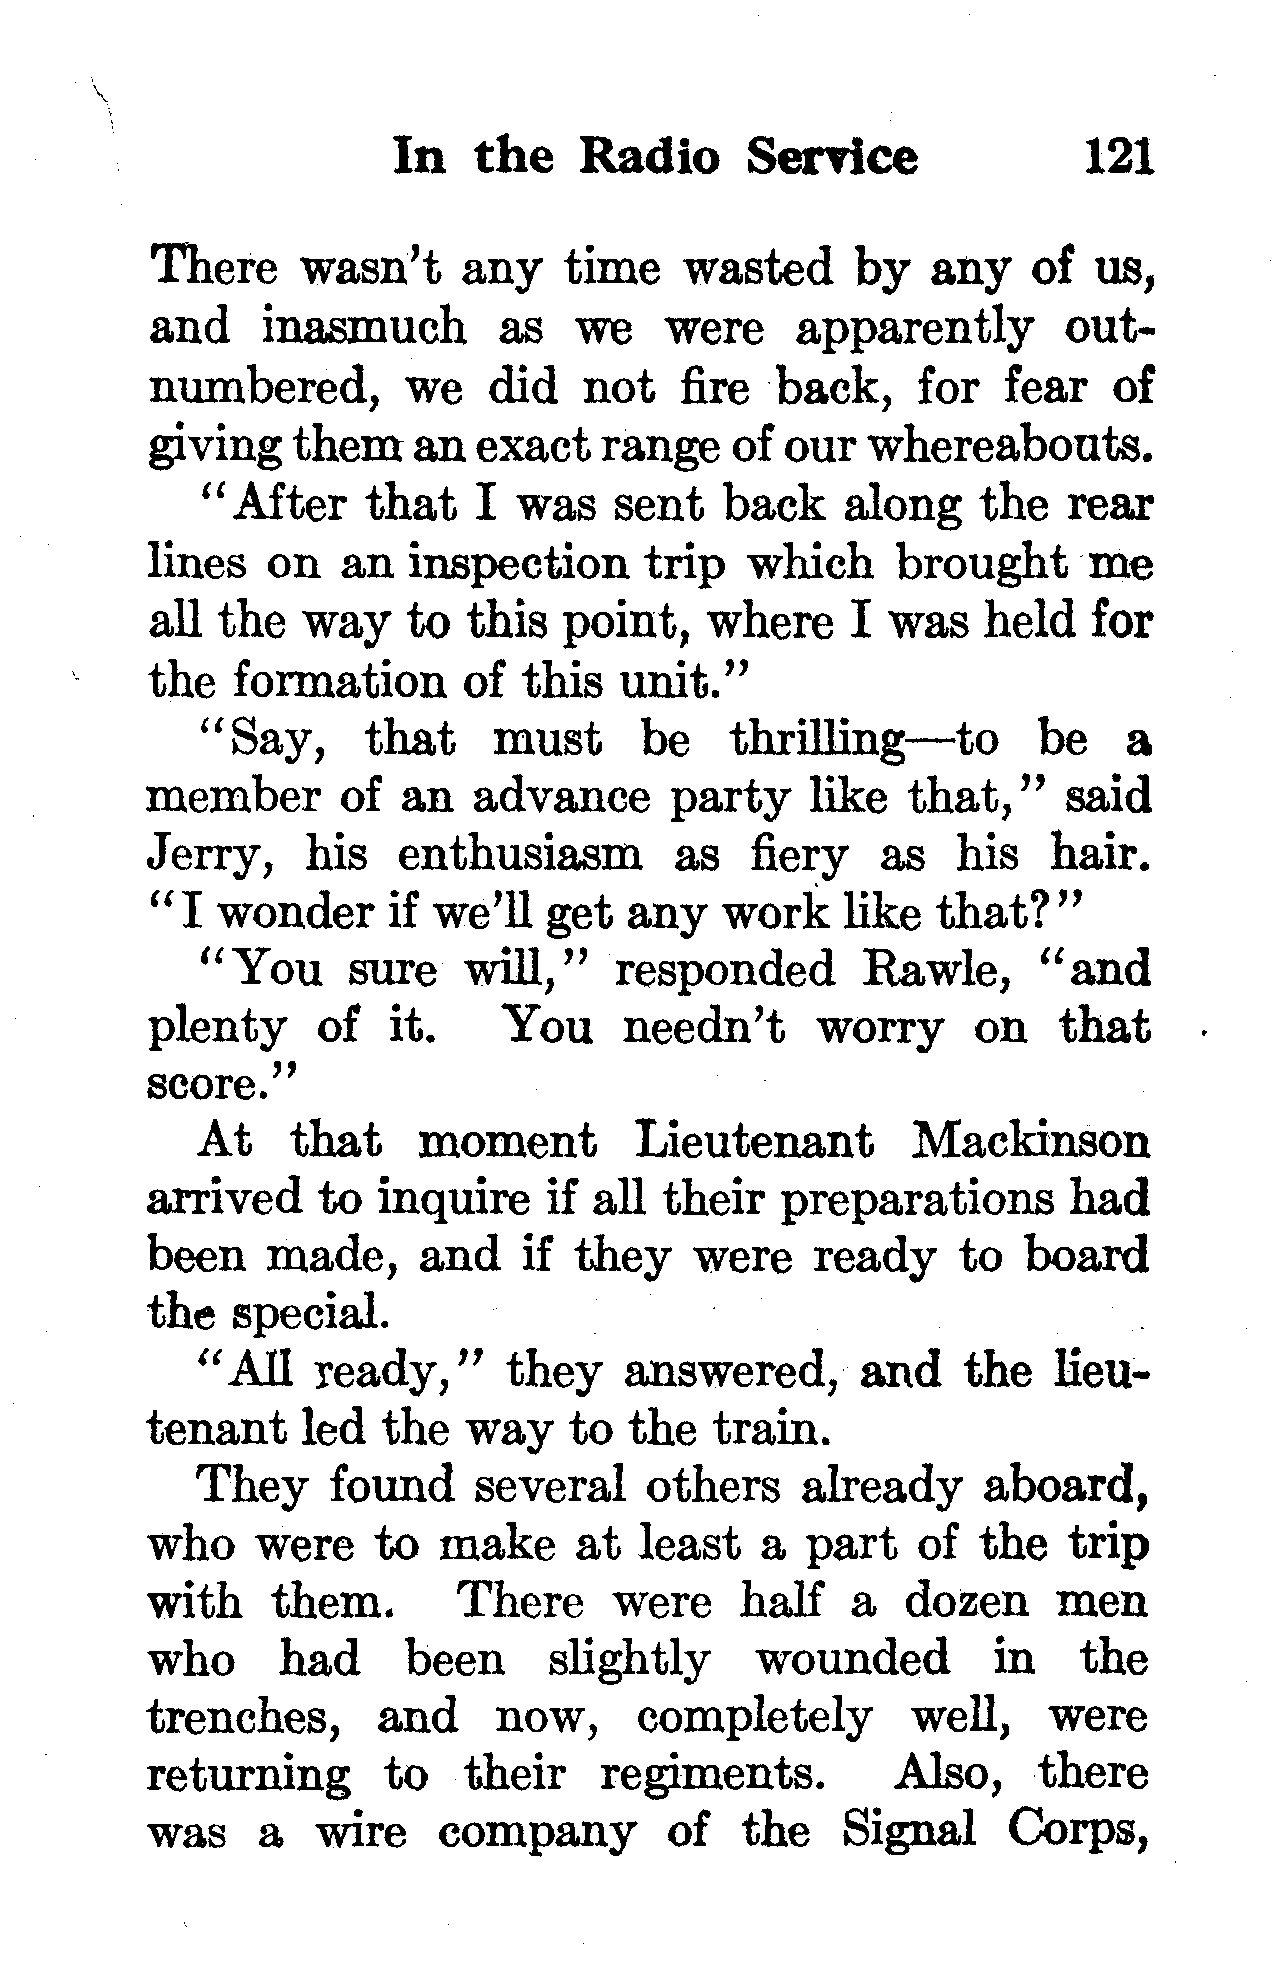 In the Radio Service 121
There wasn't any time wasted by any of us,
and inasmuch as we were apparently out-
numbered, we did not fire back, for fear of
giving them an exact range of our whereabouts.
"After that I was sent back along the rear
lines on an inspection trip which brought me
all the way to this point, where I was held for
the formation of this unit."
"Say, that must be thrilling—to be a
member of an advance party like that," said
Jerry, his enthusiasm as fiery as his hair.
"I wonder if we'll get any work like that?"
"You sure will," responded Rawle, "and
plenty of it. You needn't worry on that
score."
At that moment Lieutenant Mackinson
arrived to inquire if all their preparations had
been made, and if they were ready to board
the special.
"All ready," they answered, and the lieu-
tenant led the way to the train.
They found several others already aboard,
who were to make at least a part of the trip
with them. There were half a dozen men
who had been slightly wounded in the
trenches, and now, completely well, were
returning to their regiments. Also, there
was a wire company of the Signal Corps,